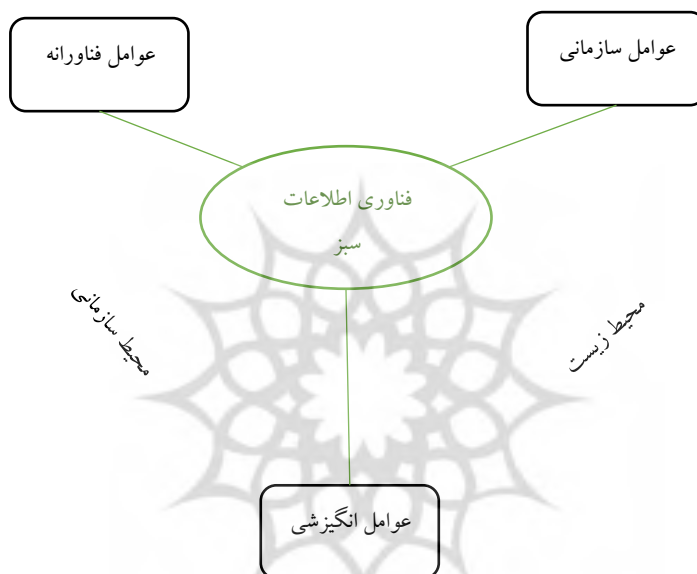 عوامل سازمانی
عوامل فناورانه
فناوری اطلاعات
سبز
محیط زیست
محیط سازمانی
عوامل انگیزشی